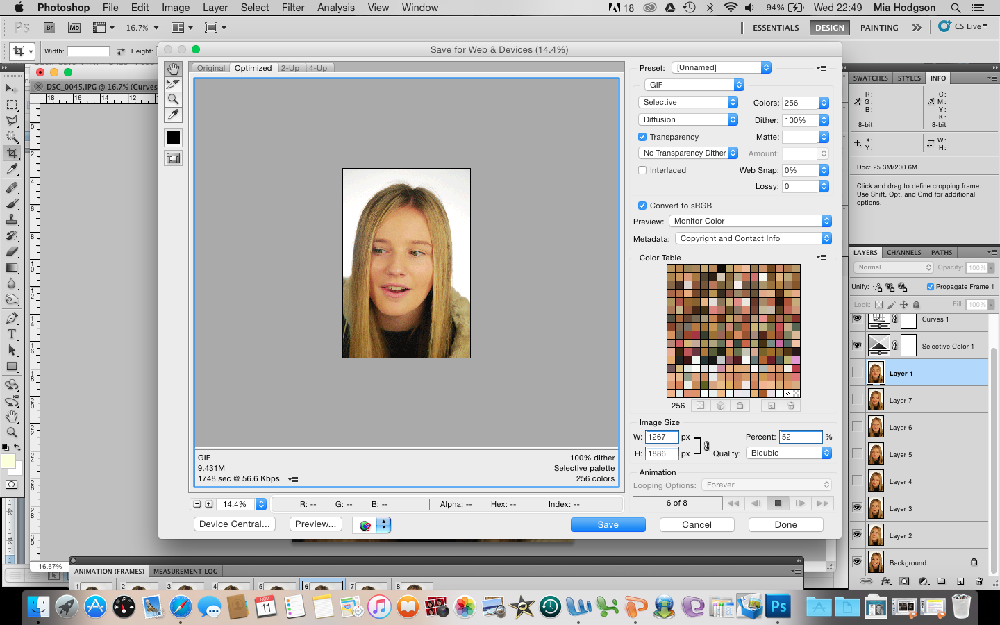 Photoshop File Edit Image Layer Select Filter Analysis View Window 18 94% Wed 22:49 Mia Hodgson
Ps Br Mb 16.7% ESSENTIALS DESIGN PAINTING CS Live
Width: Height:
Save for Web & Devices (14.4%)
DSC_0045.JPG @ 16.7% (Curves
18 16 14 12
Original Optimized 2-Up 4-Up
Preset: [Unnamed]
GIF
Selective Colors: 256
Diffusion Dither: 100%
Transparency Matte:
No Transparency Dither Amount:
Interlaced Web Snap: 0%
Lossy: 0
Convert to sRGB
Preview: Monitor Color
Metadata: Copyright and Contact Info
Color Table
256
Image Size
W: 1267 px Percent: 52 %
H: 1886 px Quality: Bicubic
Animation
Looping Options: Forever
6 of 8
GIF 100% dither
9.431M Selective palette
1748 sec @ 56.6 Kbps 256 colors
14.4% R: -- G: -- B: -- Alpha: -- Hex: -- Index: --
Device Central... Preview... Save Cancel Done
SWATCHES STYLES INFO
R: C:
G: M:
B: Y:
K:
8-bit 8-bit
X: W:
Y: H:
Doc: 25.3M/200.6M
Click and drag to define cropping frame.
Use Shift, Opt, and Cmd for additional
options.
LAYERS CHANNELS PATHS
Normal Opacity: 100%
Unify: Propagate Frame 1
Lock: Fill: 100%
Curves 1
Selective Color 1
Layer 1
Layer 7
Layer 6
Layer 5
Layer 4
Layer 3
Layer 2
Background
fx
16.67%
ANIMATION (FRAMES) MEASUREMENT LOG
1 2 3 4 5 6 7 8
NOV
11
Ps